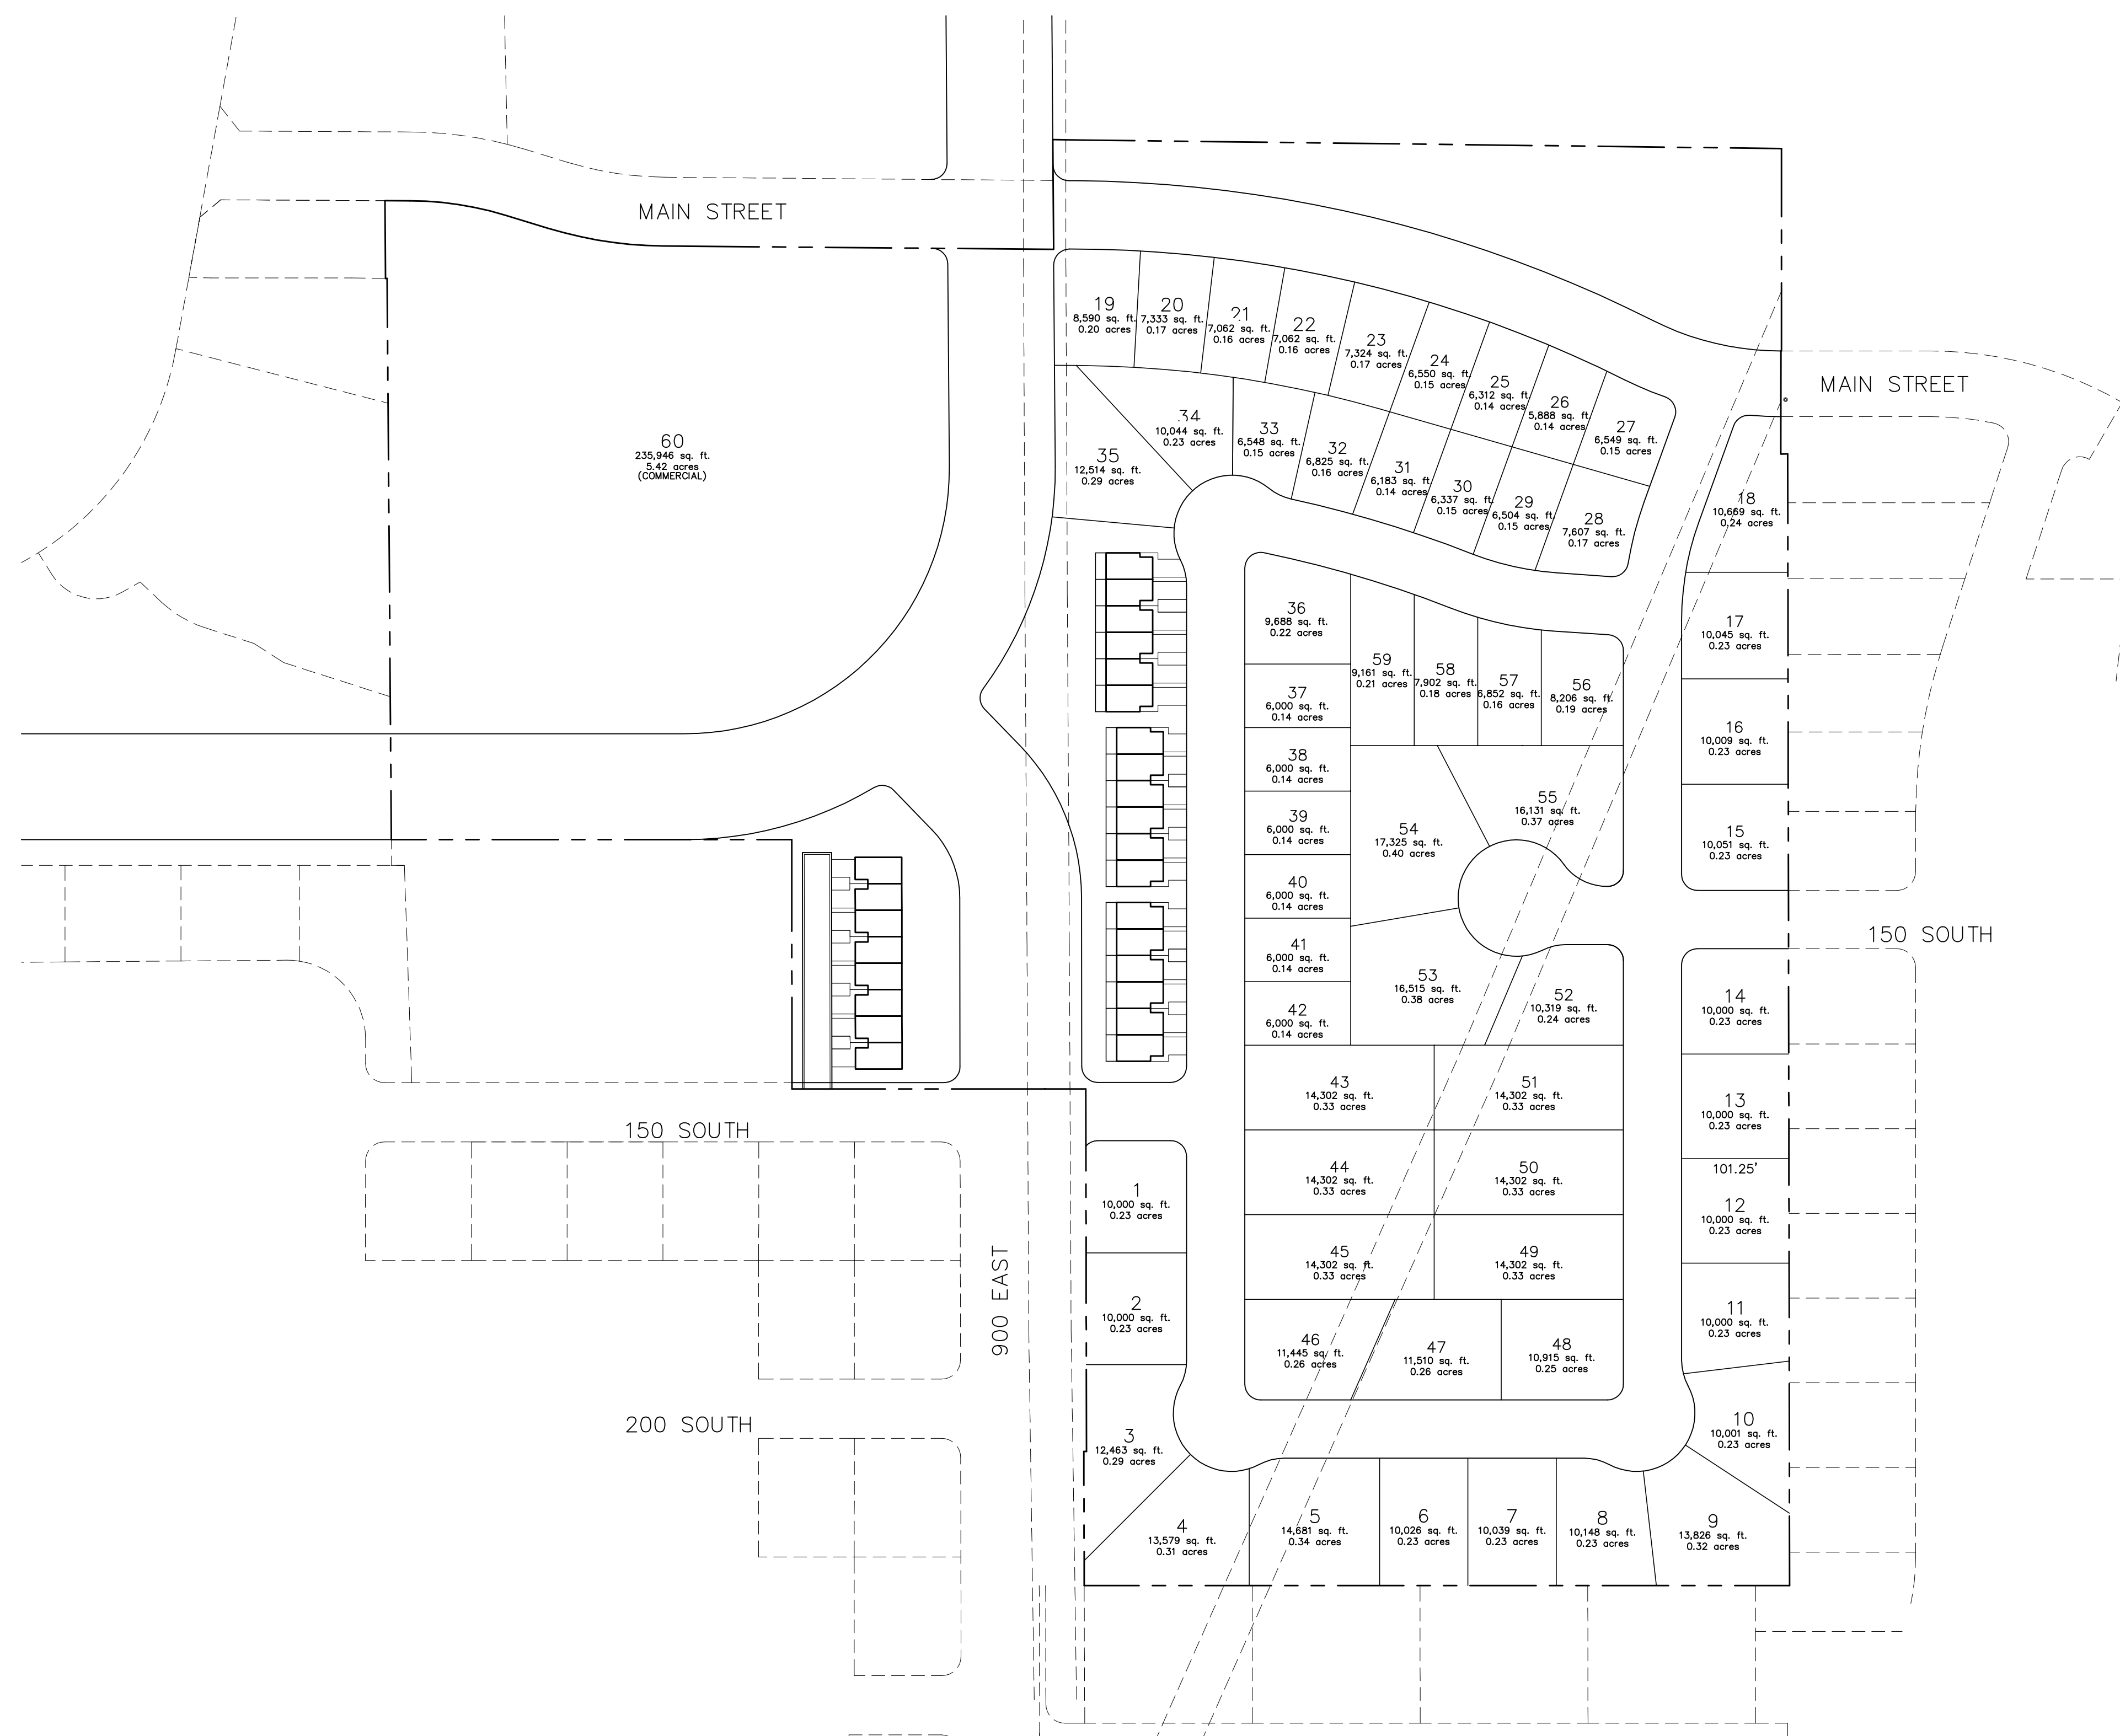 MAIN STREET
MAIN STREET
19
8,590 sq. ft.
0.20 acres
20
7,333 sq. ft.
0.17 acres
21
7,062 sq. ft.
0.16 acres
22
7,062 sq. ft.
0.16 acres
23
7,324 sq. ft.
0.17 acres
24
6,550 sq. ft.
0.15 acres
25
6,312 sq. ft.
0.14 acres
26
5,888 sq. ft.
0.14 acres
27
6,549 sq. ft.
0.15 acres
60
235,946 sq. ft.
5.42 acres
(COMMERCIAL)
35
12,514 sq. ft.
0.29 acres
34
10,044 sq. ft.
0.23 acres
33
6,548 sq. ft.
0.15 acres
32
6,825 sq. ft.
0.16 acres
31
6,183 sq. ft.
0.14 acres
30
6,337 sq. ft.
0.15 acres
29
6,504 sq. ft.
0.15 acres
28
7,607 sq. ft.
0.17 acres
18
10,669 sq. ft.
0.24 acres
36
9,688 sq. ft.
0.22 acres
59
9,161 sq. ft.
0.21 acres
58
7,902 sq. ft.
0.18 acres
57
6,852 sq. ft.
0.16 acres
56
8,206 sq. ft.
0.19 acres
17
10,045 sq. ft.
0.23 acres
37
6,000 sq. ft.
0.14 acres
16
10,009 sq. ft.
0.23 acres
38
6,000 sq. ft.
0.14 acres
39
6,000 sq. ft.
0.14 acres
54
17,325 sq. ft.
0.40 acres
55
16,131 sq. ft.
0.37 acres
15
10,051 sq. ft.
0.23 acres
40
6,000 sq. ft.
0.14 acres
41
6,000 sq. ft.
0.14 acres
150 SOUTH
42
6,000 sq. ft.
0.14 acres
53
16,515 sq. ft.
0.38 acres
52
10,319 sq. ft.
0.24 acres
14
10,000 sq. ft.
0.23 acres
43
14,302 sq. ft.
0.33 acres
51
14,302 sq. ft.
0.33 acres
13
10,000 sq. ft.
0.23 acres
150 SOUTH
101.25'
1
10,000 sq. ft.
0.23 acres
44
14,302 sq. ft.
0.33 acres
50
14,302 sq. ft.
0.33 acres
12
10,000 sq. ft.
0.23 acres
900 EAST
2
10,000 sq. ft.
0.23 acres
45
14,302 sq. ft.
0.33 acres
49
14,302 sq. ft.
0.33 acres
11
10,000 sq. ft.
0.23 acres
46
11,445 sq. ft.
0.26 acres
47
11,510 sq. ft.
0.26 acres
48
10,915 sq. ft.
0.25 acres
200 SOUTH
3
12,463 sq. ft.
0.29 acres
10
10,001 sq. ft.
0.23 acres
4
13,579 sq. ft.
0.31 acres
5
14,681 sq. ft.
0.34 acres
6
10,026 sq. ft.
0.23 acres
7
10,039 sq. ft.
0.23 acres
8
10,148 sq. ft.
0.23 acres
9
13,826 sq. ft.
0.32 acres